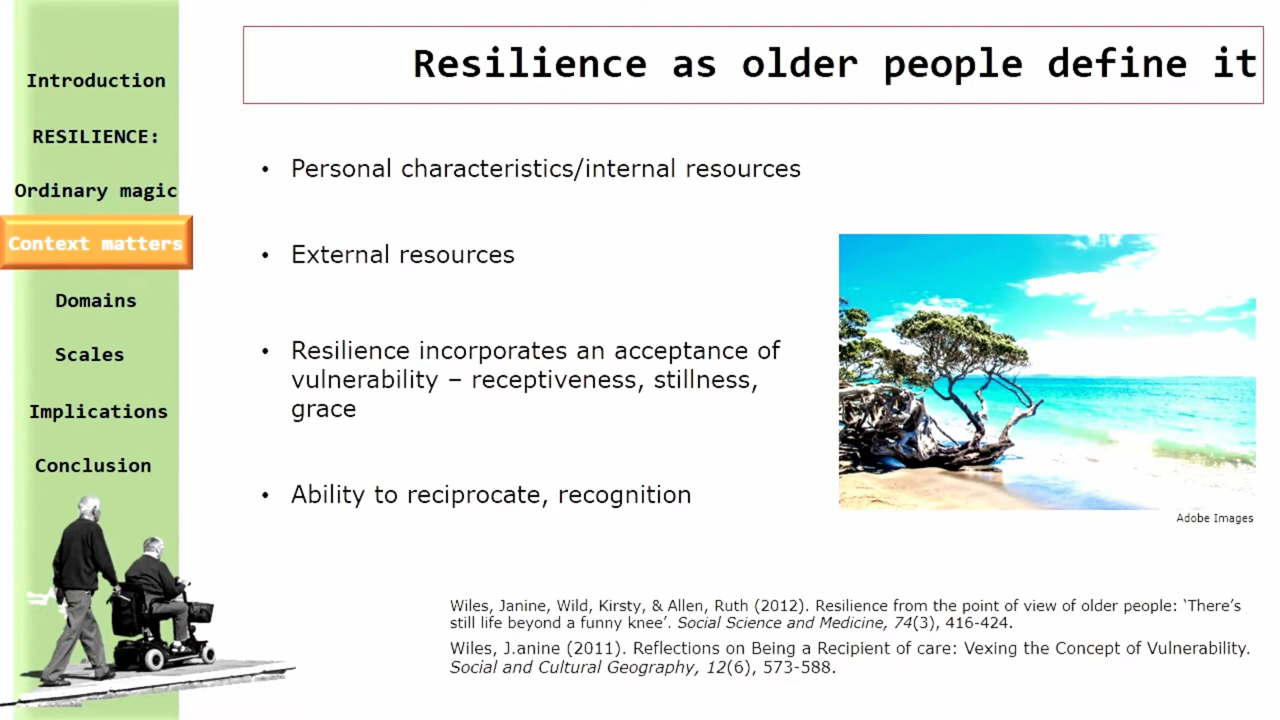 Introduction
RESILIENCE:
Ordinary magic
Context matters
Domains
Scales
Implications
Conclusion
Resilience as older people define it
• Personal characteristics/internal resources
• External resources
• Resilience incorporates an acceptance of
vulnerability – receptiveness, stillness,
grace
• Ability to reciprocate, recognition
Adobe Images
Wiles, Janine, Wild, Kirsty, & Allen, Ruth (2012). Resilience from the point of view of older people: ‘There’s
still life beyond a funny knee’. Social Science and Medicine, 74(3), 416-424.
Wiles, J.anine (2011). Reflections on Being a Recipient of care: Vexing the Concept of Vulnerability.
Social and Cultural Geography, 12(6), 573-588.